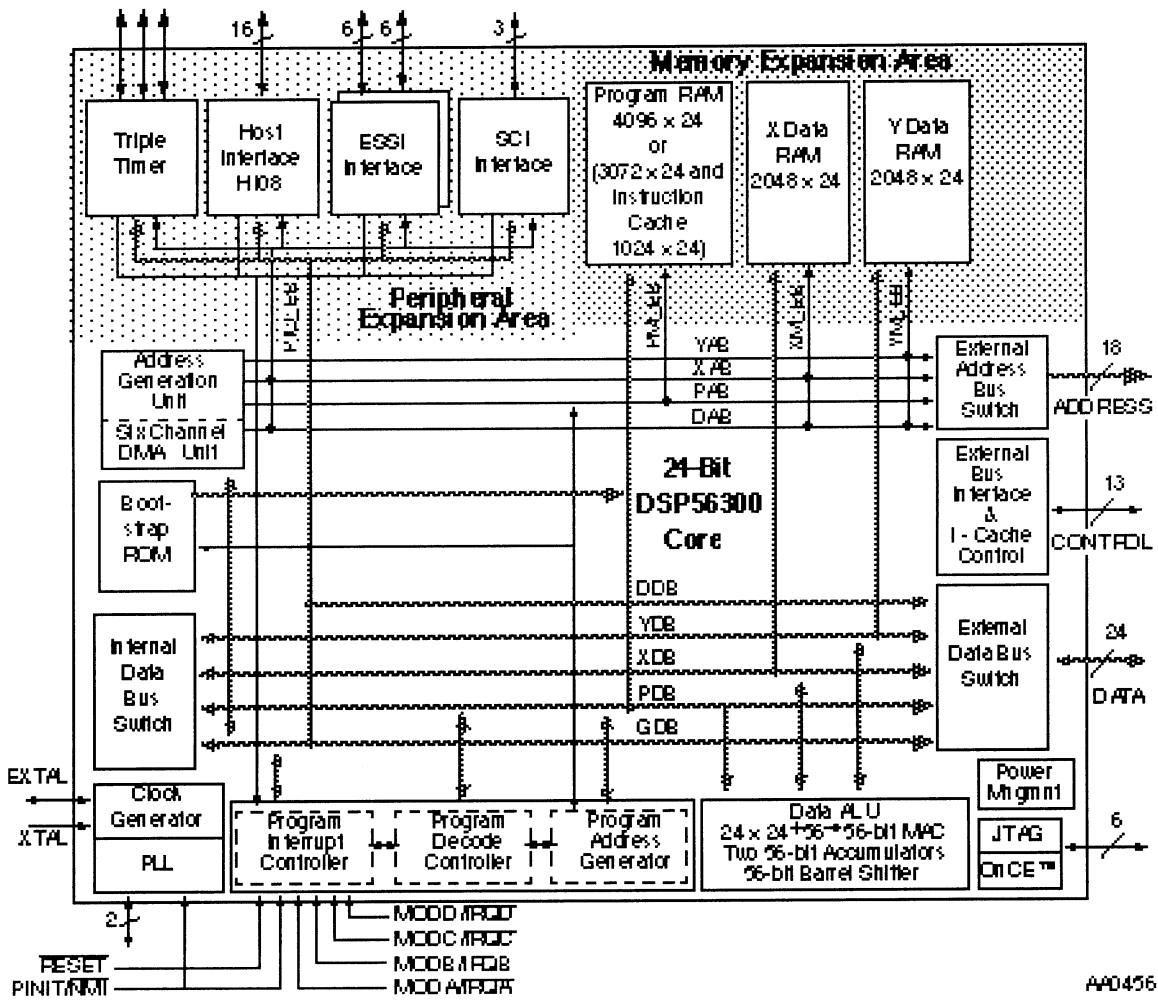 16
6
6
3
Memory Expansion Area
Triple
Timer
Host
Interface
HI08
ESSI
Interface
SCI
Interface
Program RAM
4096 x 24
or
(3072 x 24 and
Instruction
Cache
1024 x 24)
X Data
RAM
2048 x 24
Y Data
RAM
2048 x 24
Peripheral
Expansion Area
PIO_EB
PM_EB
XM_EB
YM_EB
Address
Generation
Unit
Six Channel
DMA Unit
YAB
XAB
PAB
DAB
External
Address
Bus
Switch
18
ADDRESS
24-Bit
DSP56300
Core
Boot-
strap
ROM
External
Bus
Interface
&
I - Cache
Control
13
CONTROL
DDB
YDB
XDB
PDB
GDB
Internal
Data
Bus
Switch
External
Data Bus
Switch
24
DATA
EXTAL
XTAL
Clock
Generator
PLL
Program
Interrupt
Controller
Program
Decode
Controller
Program
Address
Generator
Data ALU
24 x 24 + 56 → 56-bit MAC
Two 56-bit Accumulators
56-bit Barrel Shifter
Power
Mngmnt
JTAG
OnCE™
6
2
RESET
PINIT/NMI
MODD/IRQD
MODC/IRQC
MODB/IRQB
MODA/IRQA
AA0456